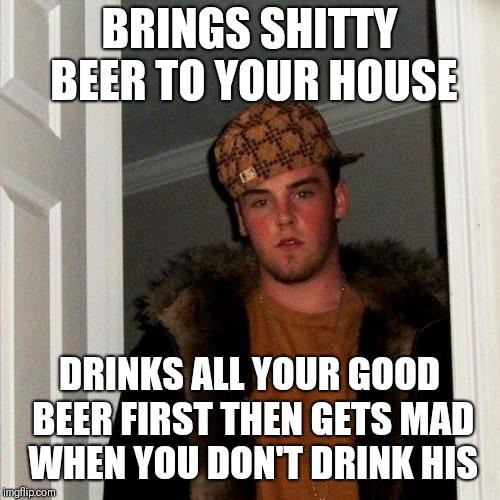 BRINGS SHITTY
BEER TO YOUR HOUSE
DRINKS ALL YOUR GOOD
BEER FIRST THEN GETS MAD
WHEN YOU DON'T DRINK HIS
imgflip.com